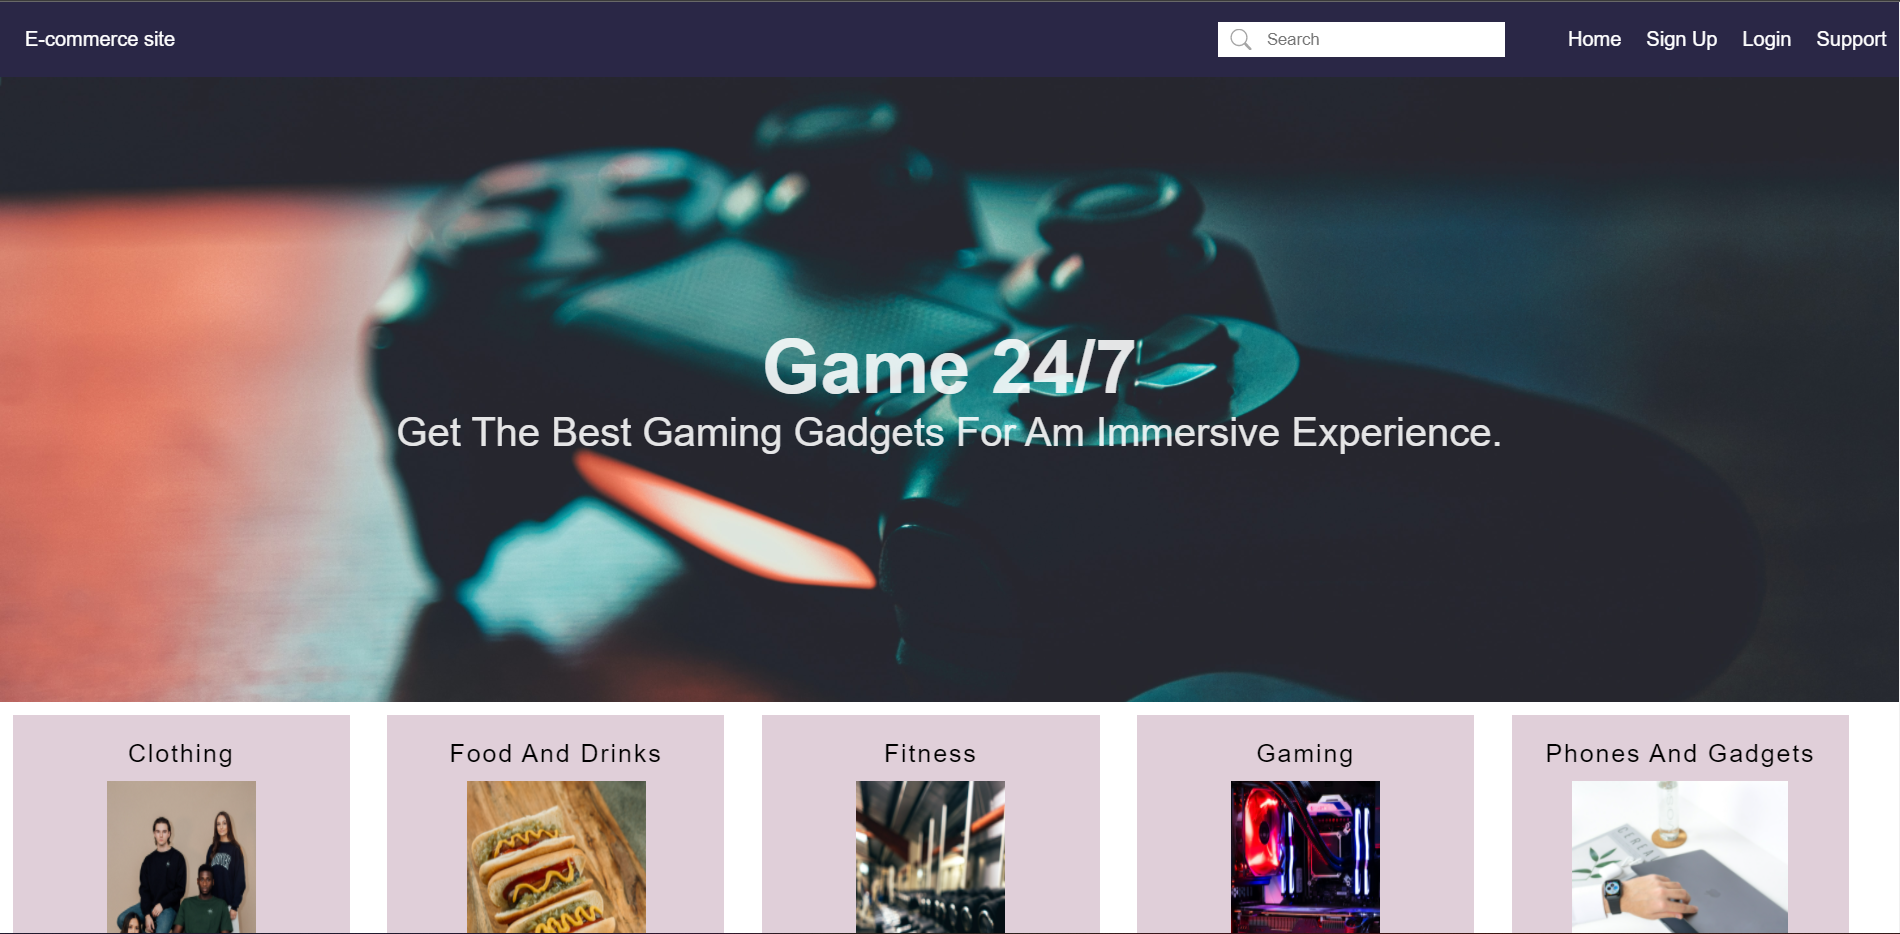 E-commerce site
Search
Home Sign Up Login Support
Game 24/7
Get The Best Gaming Gadgets For Am Immersive Experience.
Clothing
Food And Drinks
Fitness
Gaming
Phones And Gadgets